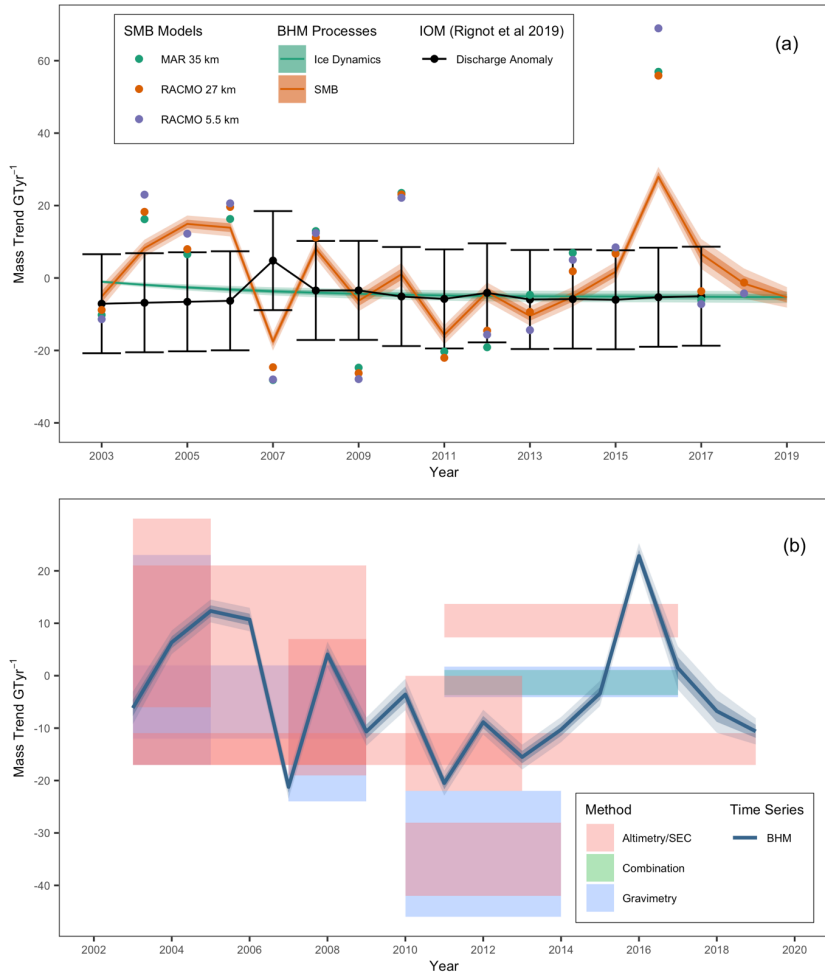 SMB Models BHM Processes IOM (Rignot et al 2019)
MAR 35 km Ice Dynamics Discharge Anomaly
RACMO 27 km SMB
RACMO 5.5 km
(a)
60
40
20
0
-20
-40
Mass Trend GTyr⁻¹
2003 2005 2007 2009 2011 2013 2015 2017 2019
Year
(b)
20
10
0
-10
-20
-30
-40
Mass Trend GTyr⁻¹
Method Time Series
Altimetry/SEC BHM
Combination
Gravimetry
2002 2004 2006 2008 2010 2012 2014 2016 2018 2020
Year